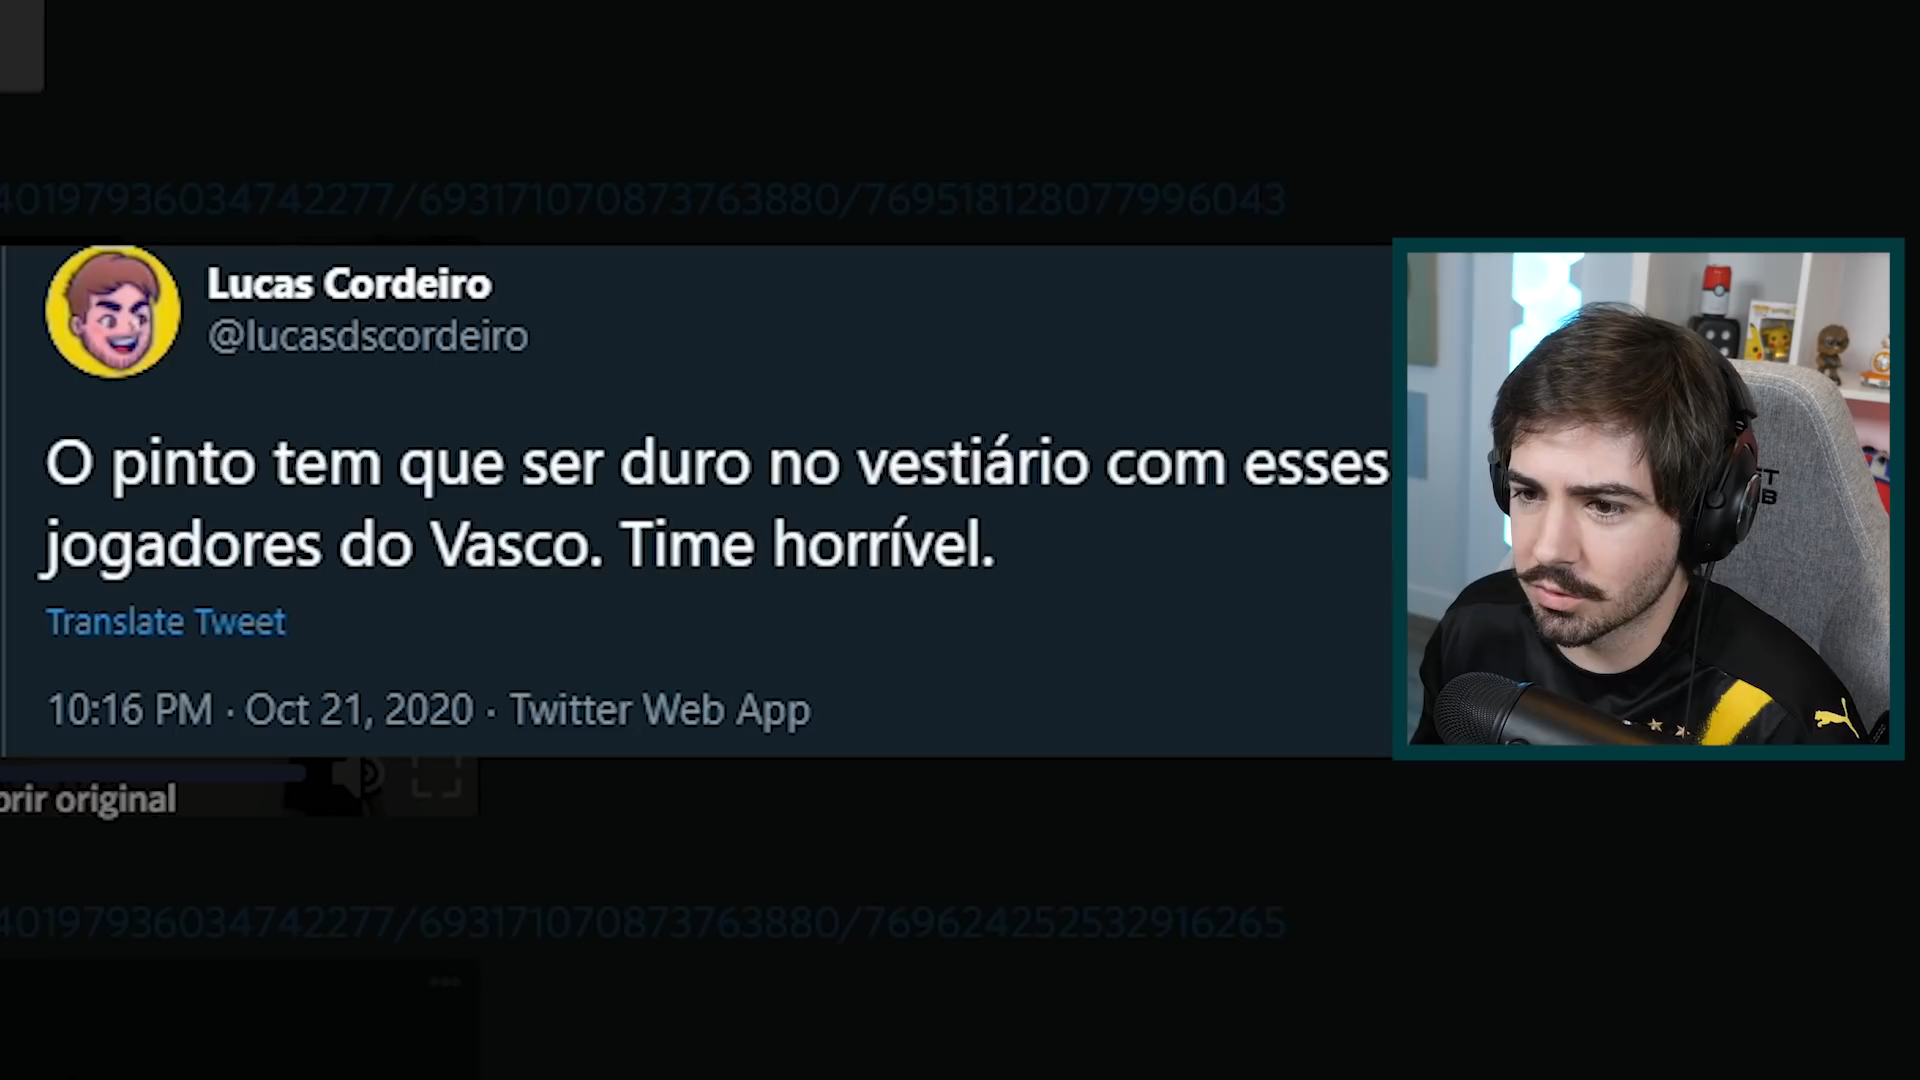 40197936034742277/693171070873763880/769518128077996043
Lucas Cordeiro
@lucasdscordeiro
O pinto tem que ser duro no vestiário com esses
jogadores do Vasco. Time horrível.
Translate Tweet
10:16 PM · Oct 21, 2020 · Twitter Web App
brir original
40197936034742277/693171070873763880/769624252532916265